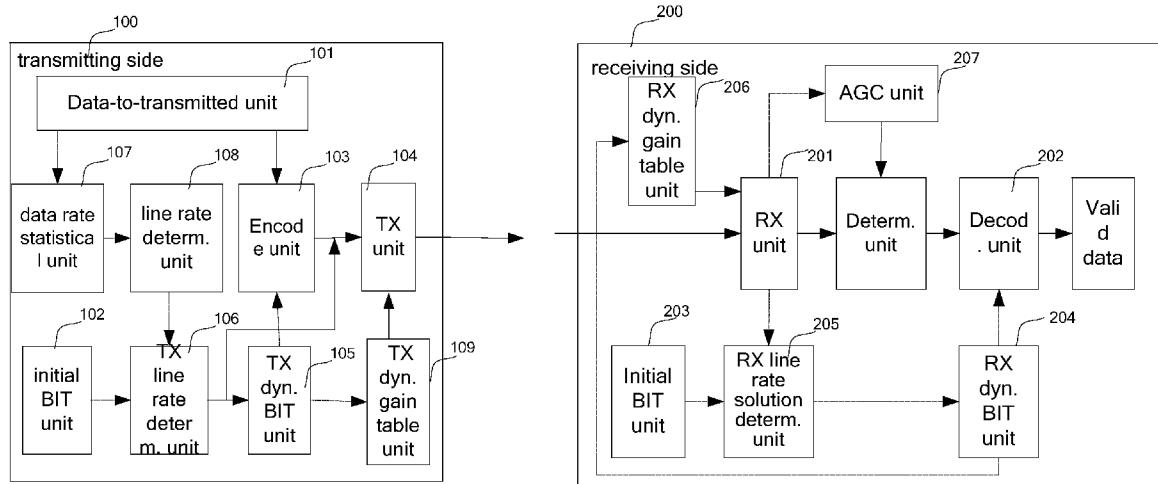 100
transmitting side
101
Data-to-transmitted unit
107
data rate
statistica
l unit
108
line rate
determ.
unit
103
Encod
e unit
104
TX
unit
102
initial
BIT
unit
106
TX
line
rate
deter
m. unit
105
TX
dyn.
BIT
unit
109
TX
dyn.
gain
table
unit
200
receiving side
206
RX
dyn.
gain
table
unit
207
AGC unit
201
RX
unit
Determ.
unit
202
Decod
. unit
Vali
d
data
203
Initial
BIT
unit
205
RX line
rate
solution
determ.
unit
204
RX
dyn.
BIT
unit